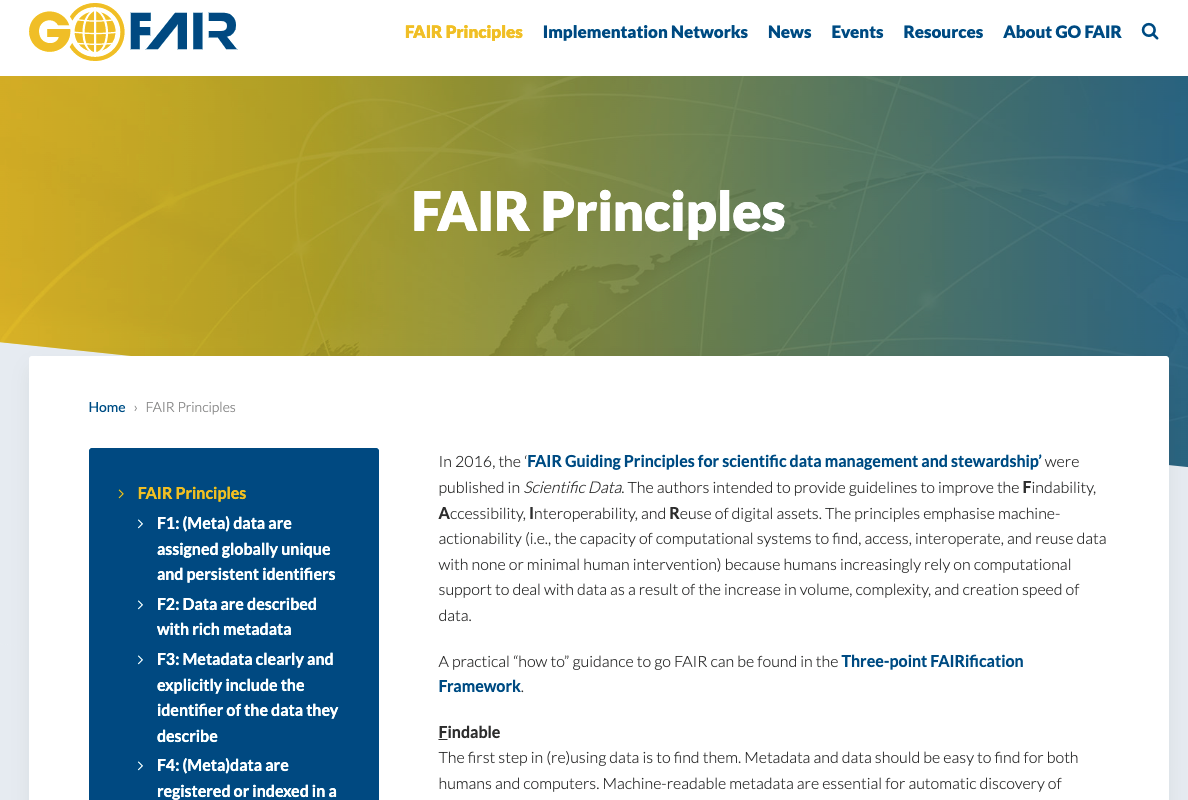 GO FAIR
FAIR Principles Implementation Networks News Events Resources About GO FAIR
FAIR Principles
Home › FAIR Principles
FAIR Principles
F1: (Meta) data are
assigned globally unique
and persistent identifiers
F2: Data are described
with rich metadata
F3: Metadata clearly and
explicitly include the
identifier of the data they
describe
F4: (Meta)data are
registered or indexed in a
In 2016, the ‘FAIR Guiding Principles for scientific data management and stewardship’ were
published in Scientific Data. The authors intended to provide guidelines to improve the Findability,
Accessibility, Interoperability, and Reuse of digital assets. The principles emphasise machine-
actionability (i.e., the capacity of computational systems to find, access, interoperate, and reuse data
with none or minimal human intervention) because humans increasingly rely on computational
support to deal with data as a result of the increase in volume, complexity, and creation speed of
data.
A practical “how to” guidance to go FAIR can be found in the Three-point FAIRification
Framework.
Findable
The first step in (re)using data is to find them. Metadata and data should be easy to find for both
humans and computers. Machine-readable metadata are essential for automatic discovery of